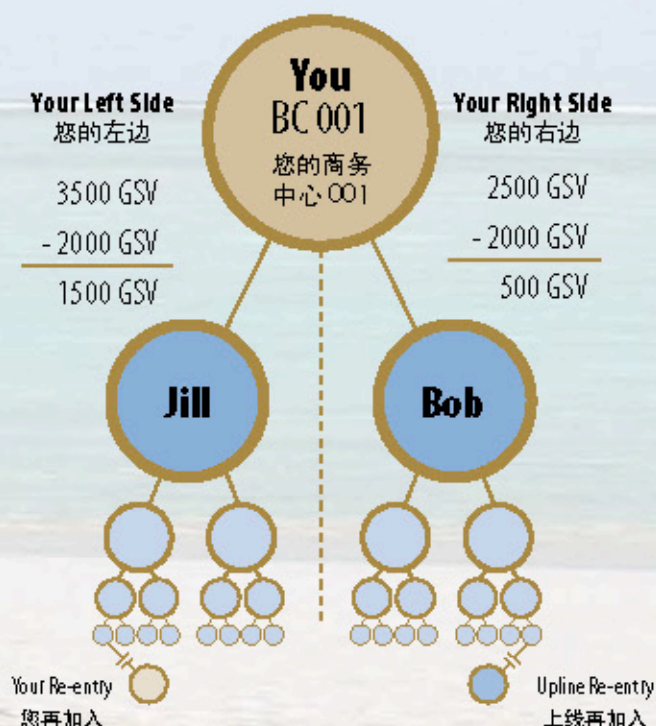 You
BC 001
您的商务
中心 001
Your Left Side
您的左边
3500 GSV
- 2000 GSV
1500 GSV
Your Right Side
您的右边
2500 GSV
- 2000 GSV
500 GSV
Jill
Bob
Your Re-entry
您再加入
Upline Re-entry
上线再加入